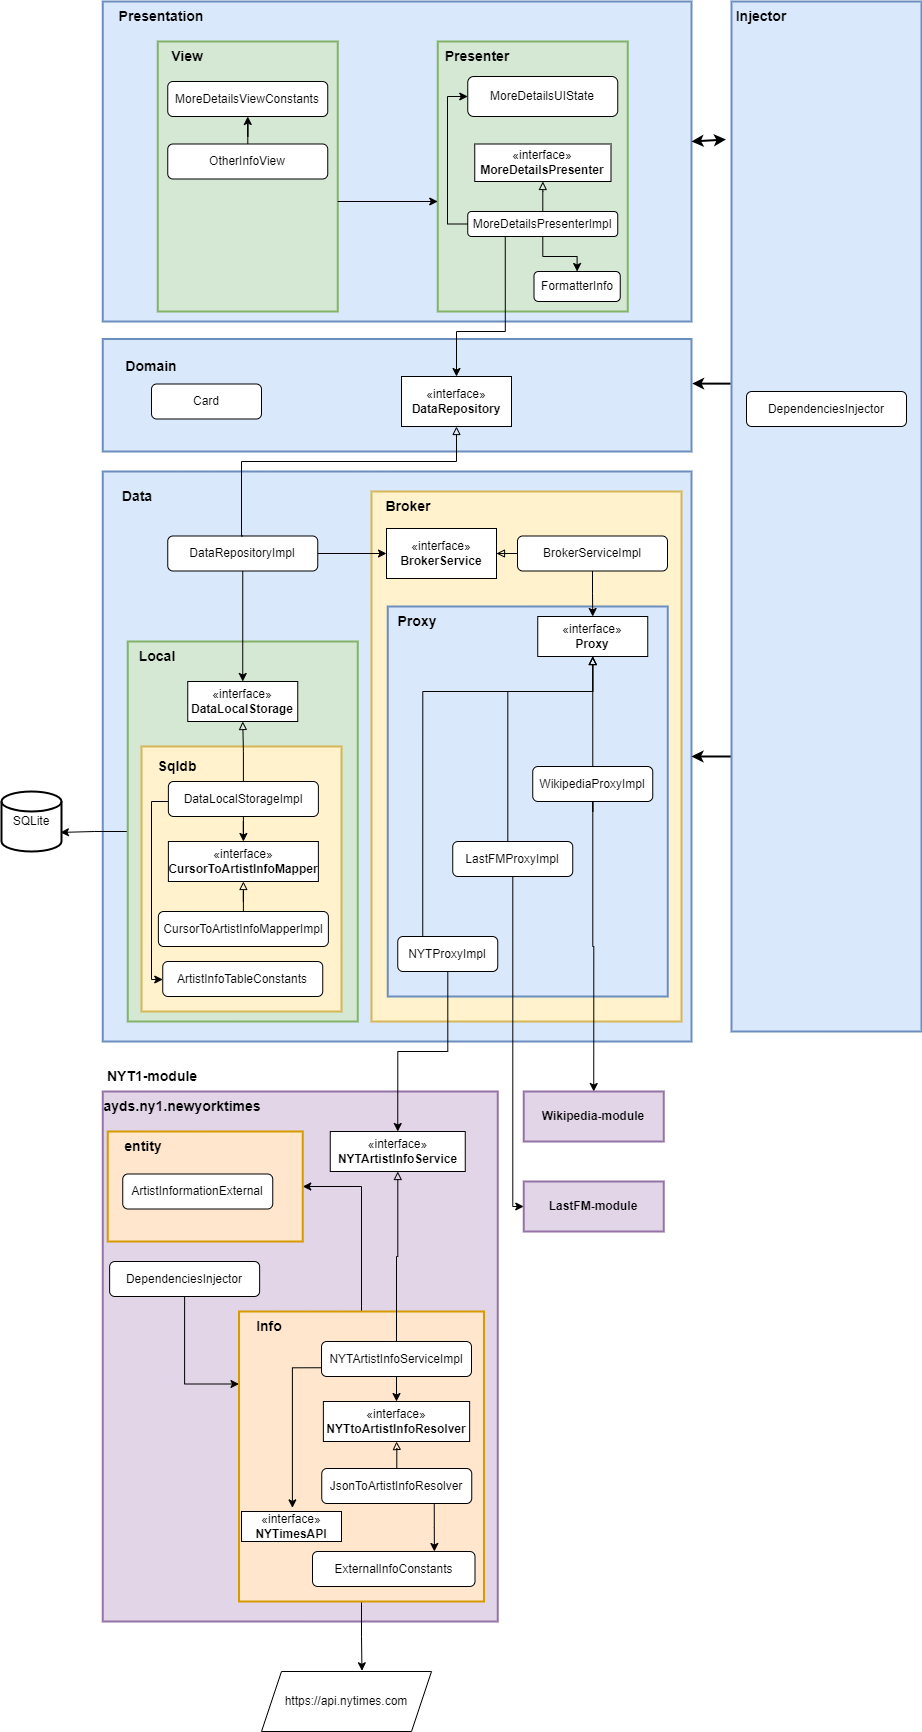 Presentation
Injector
View
Presenter
MoreDetailsViewConstants
MoreDetailsUIState
OtherInfoView
«interface»
MoreDetailsPresenter
MoreDetailsPresenterImpl
FormatterInfo
Domain
Card
«interface»
DataRepository
DependenciesInjector
Data
Broker
DataRepositoryImpl
«interface»
BrokerService
BrokerServiceImpl
Proxy
«interface»
Proxy
Local
«interface»
DataLocalStorage
Sqldb
WikipediaProxyImpl
DataLocalStorageImpl
SQLite
«interface»
CursorToArtistInfoMapper
LastFMProxyImpl
CursorToArtistInfoMapperImpl
NYTProxyImpl
ArtistInfoTableConstants
NYT1-module
ayds.ny1.newyorktimes
Wikipedia-module
entity
«interface»
NYTArtistInfoService
ArtistInformationExternal
LastFM-module
DependenciesInjector
Info
NYTArtistInfoServiceImpl
«interface»
NYTtoArtistInfoResolver
JsonToArtistInfoResolver
«interface»
NYTimesAPI
ExternalInfoConstants
https://api.nytimes.com